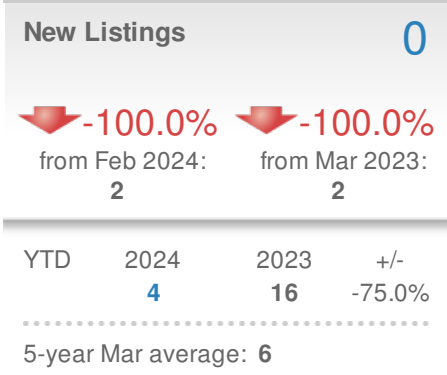 New Listings 0
-100.0% -100.0%
from Feb 2024: from Mar 2023:
2 2
YTD 2024 2023 +/-
4 16 -75.0%
5-year Mar average: 6